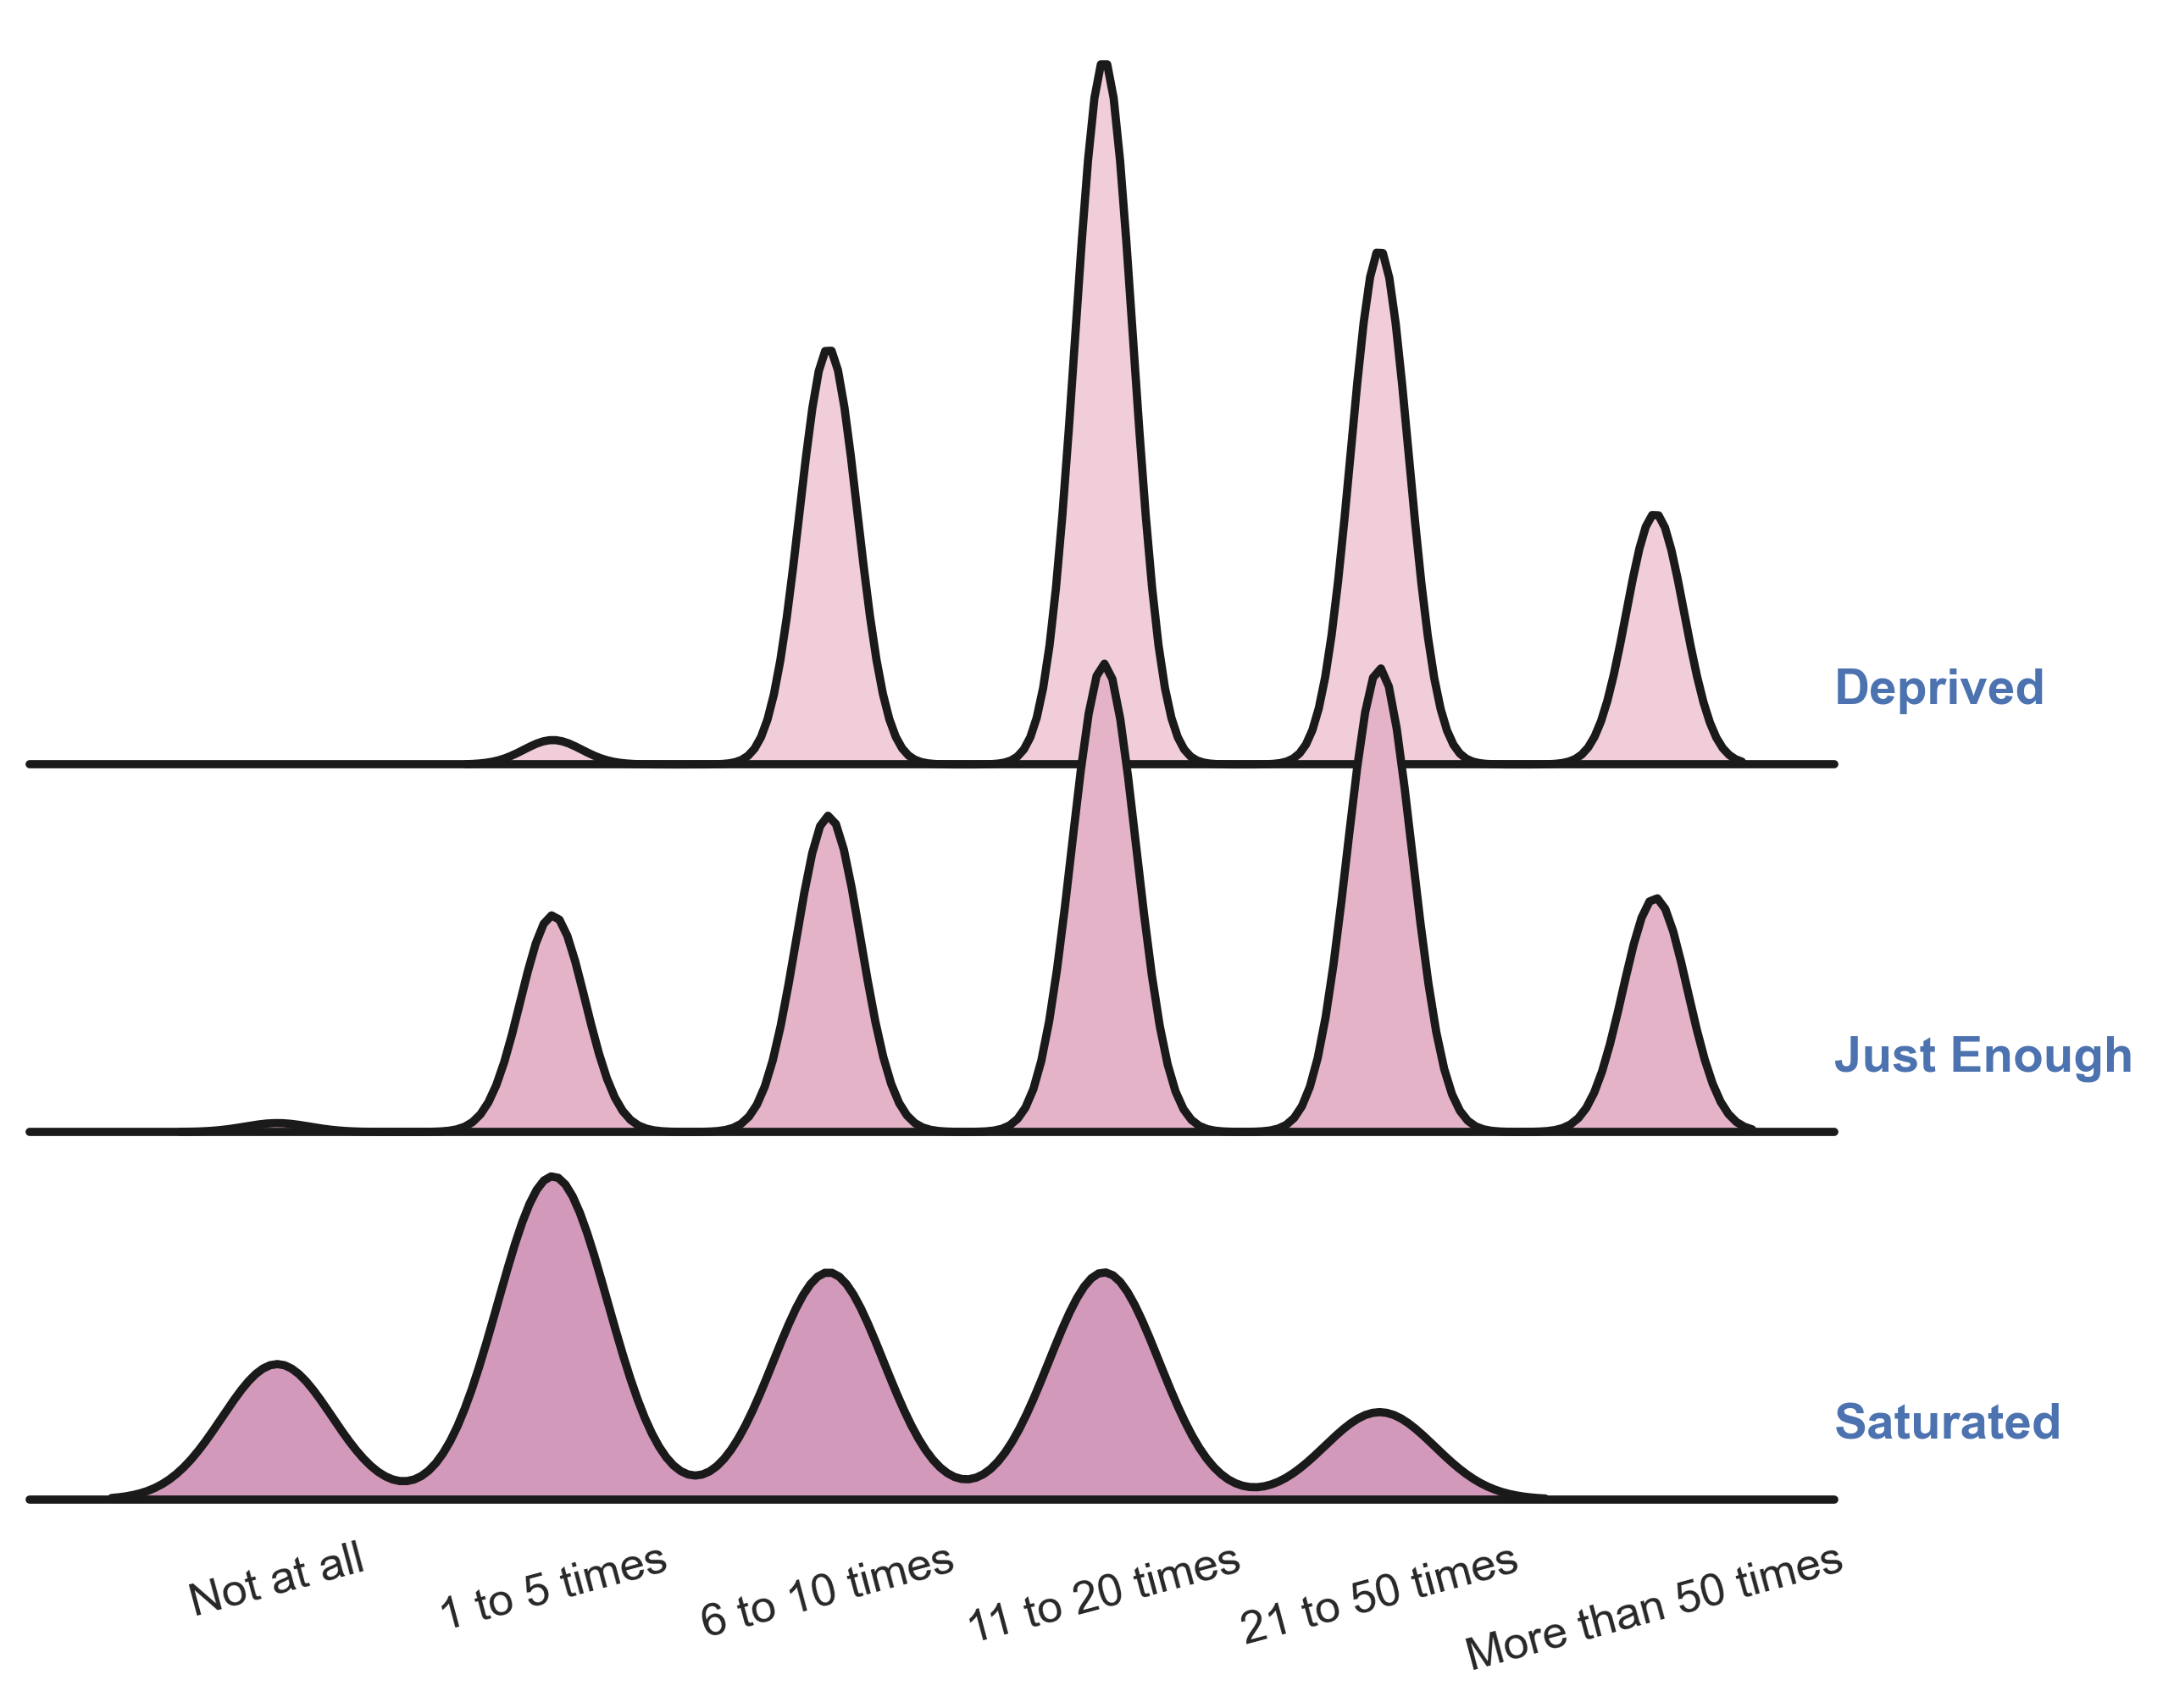 Deprived
Just Enough
Saturated
Not at all
1 to 5 times
6 to 10 times
11 to 20 times
21 to 50 times
More than 50 times